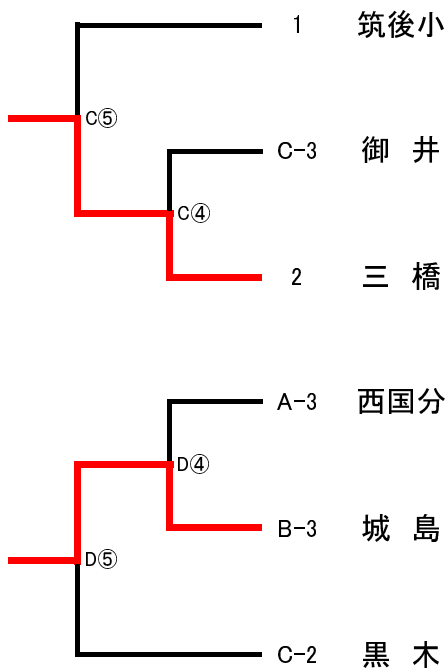 1 筑後小
C⑤
C-3 御井
C④
2 三橋
A-3 西国分
D④
B-3 城島
D⑤
C-2 黒木